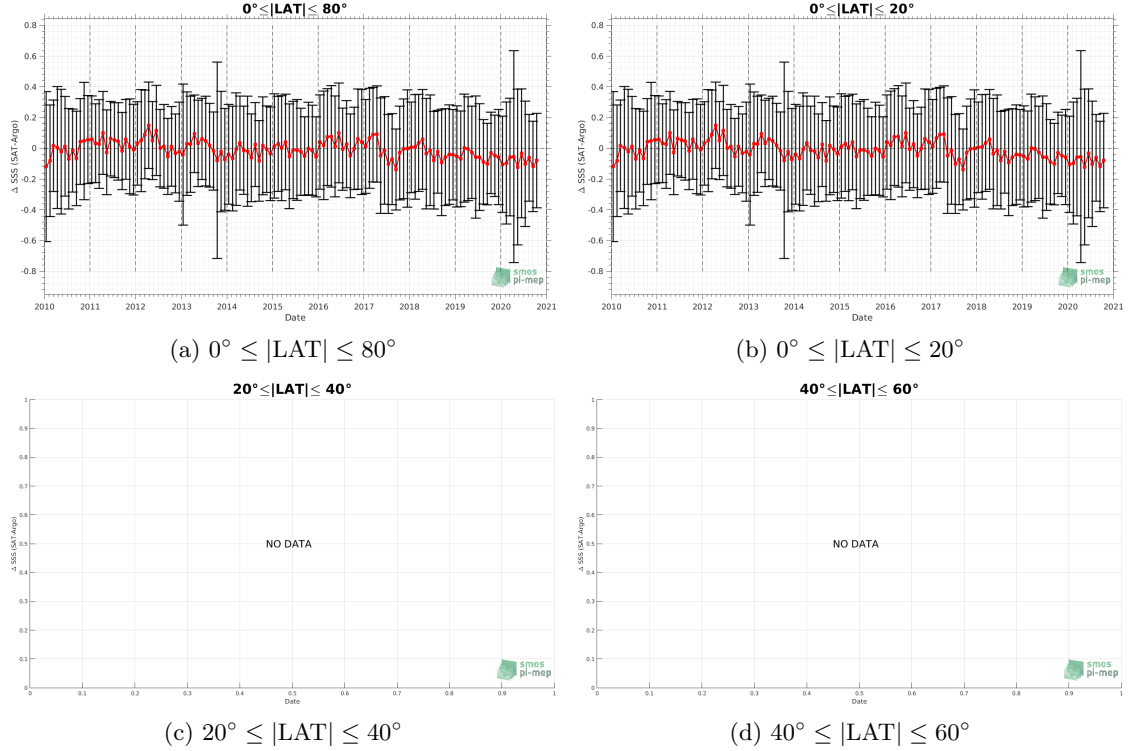 0°≤|LAT|≤ 80°
0.8
0.6
0.4
0.2
0
-0.2
-0.4
-0.6
-0.8
Δ SSS (SAT-Argo)
2010 2011 2012 2013 2014 2015 2016 2017 2018 2019 2020 2021
Date
smos
pi-mep
(a) 0° ≤ |LAT| ≤ 80°
0°≤|LAT|≤ 20°
0.8
0.6
0.4
0.2
0
-0.2
-0.4
-0.6
-0.8
Δ SSS (SAT-Argo)
2010 2011 2012 2013 2014 2015 2016 2017 2018 2019 2020 2021
Date
smos
pi-mep
(b) 0° ≤ |LAT| ≤ 20°
20°≤|LAT|≤ 40°
1
0.9
0.8
0.7
0.6
0.5
0.4
0.3
0.2
0.1
0
Δ SSS (SAT-Argo)
NO DATA
0 0.1 0.2 0.3 0.4 0.5 0.6 0.7 0.8 0.9 1
Date
smos
pi-mep
(c) 20° ≤ |LAT| ≤ 40°
40°≤|LAT|≤ 60°
1
0.9
0.8
0.7
0.6
0.5
0.4
0.3
0.2
0.1
0
Δ SSS (SAT-Argo)
NO DATA
0 0.1 0.2 0.3 0.4 0.5 0.6 0.7 0.8 0.9 1
Date
smos
pi-mep
(d) 40° ≤ |LAT| ≤ 60°